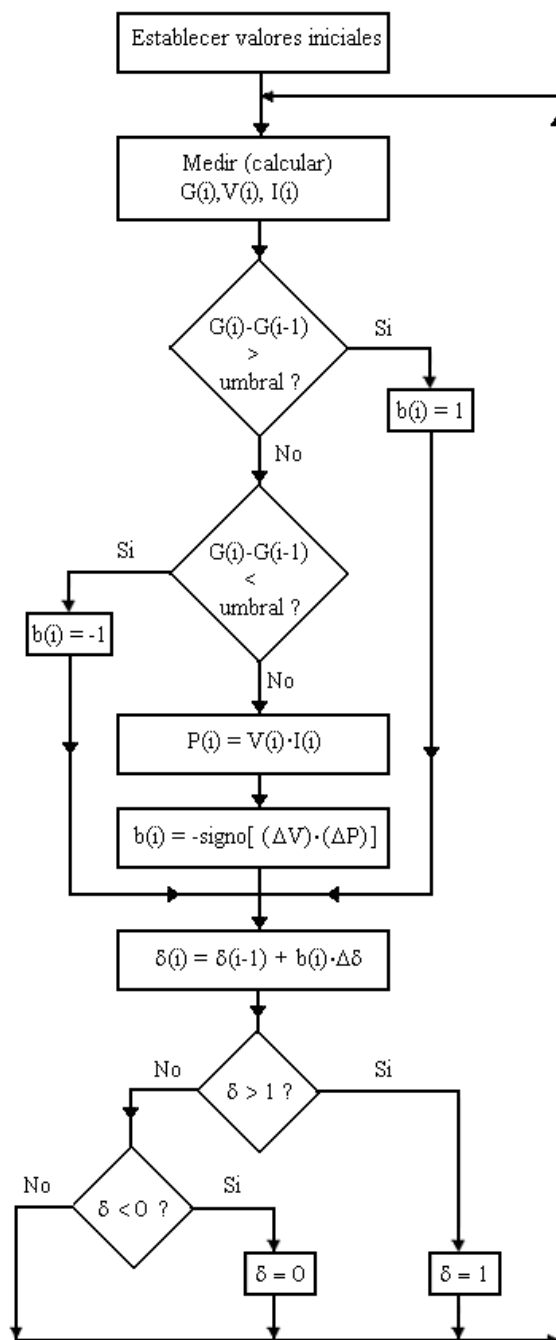 Establecer valores iniciales
Medir (calcular)
G(i),V(i), I(i)
G(i)-G(i-1)
>
umbral ?
Si
b(i) = 1
No
G(i)-G(i-1)
<
umbral ?
Si
b(i) = -1
No
P(i) = V(i)·I(i)
b(i) = -signo[ (ΔV)·(ΔP) ]
δ(i) = δ(i-1) + b(i)·Δδ
δ > 1 ?
No
Si
δ < 0 ?
No
Si
δ = 0
δ = 1